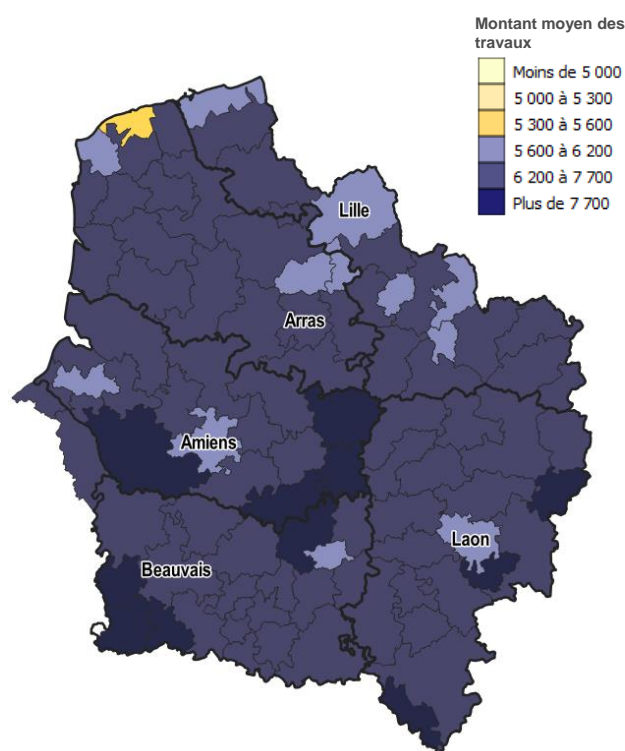 Montant moyen des
travaux
Moins de 5 000
5 000 à 5 300
5 300 à 5 600
5 600 à 6 200
6 200 à 7 700
Plus de 7 700
Lille
Arras
Amiens
Laon
Beauvais